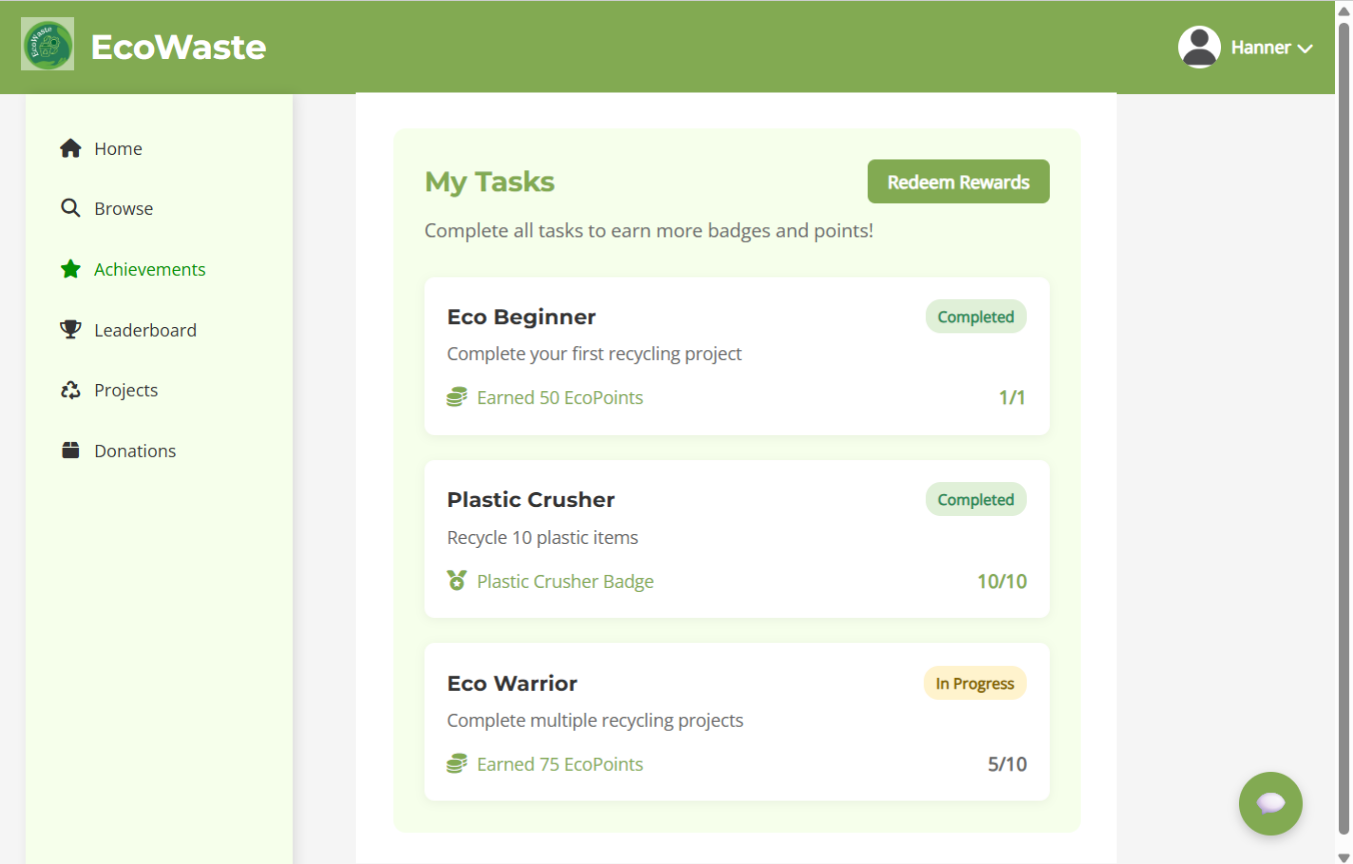 EcoWaste
EcoWaste
Hanner
Home
Browse
Achievements
Leaderboard
Projects
Donations
My Tasks
Redeem Rewards
Complete all tasks to earn more badges and points!
Eco Beginner
Completed
Complete your first recycling project
Earned 50 EcoPoints
1/1
Plastic Crusher
Completed
Recycle 10 plastic items
Plastic Crusher Badge
10/10
Eco Warrior
In Progress
Complete multiple recycling projects
Earned 75 EcoPoints
5/10